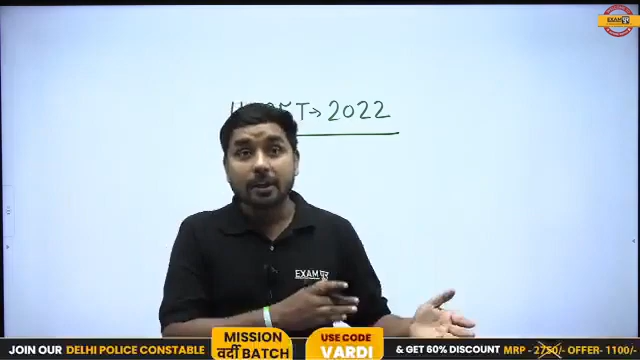 EXAM पुर
T→ 2022
EXAM पुर
JOIN OUR DELHI POLICE CONSTABLE
MISSION
वर्दी BATCH
USE CODE
VARDI
& GET 60% DISCOUNT MRP - 2750/- OFFER- 1100/-